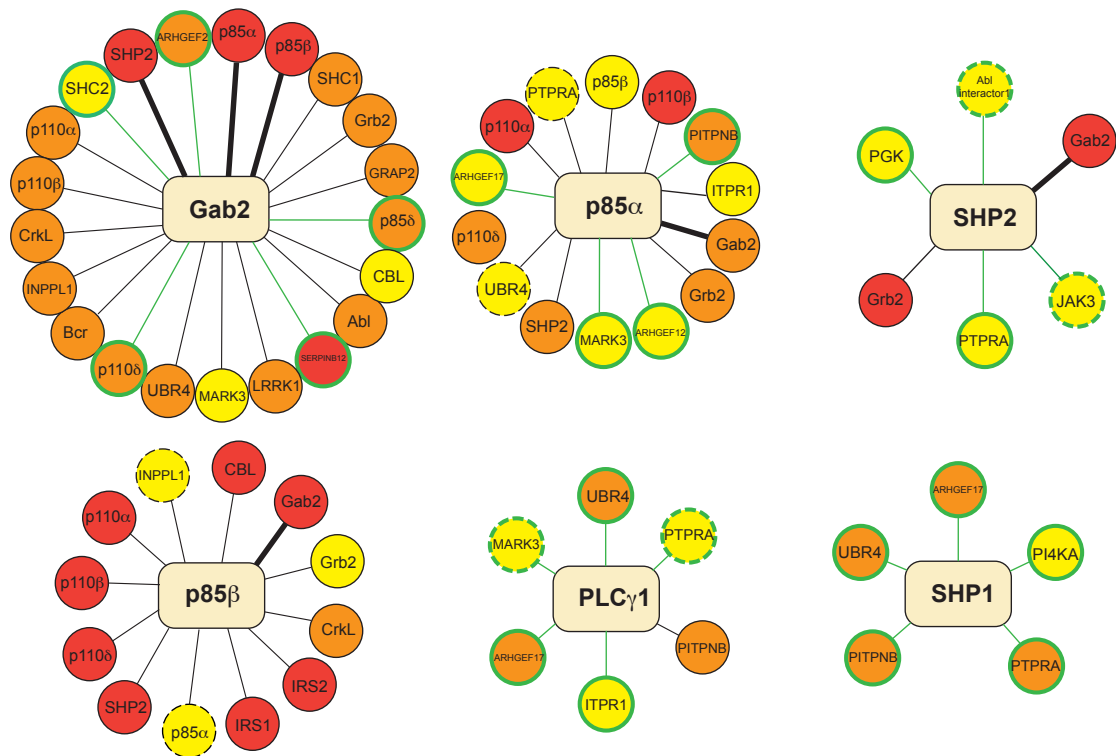 Gab2
ARHGEF2
p85α
p85β
SHC1
Grb2
GRAP2
p85δ
CBL
Abl
SERPINB12
LRRK1
MARK3
UBR4
p110δ
Bcr
INPPL1
CrkL
p110β
p110α
SHC2
SHP2
p85α
p85β
p110β
PITPNB
ITPR1
Gab2
Grb2
ARHGEF12
MARK3
SHP2
UBR4
p110δ
ARHGEF17
p110α
PTPRA
SHP2
Abl
interactor1
Gab2
JAK3
PTPRA
Grb2
PGK
p85β
CBL
Gab2
Grb2
CrkL
IRS2
IRS1
p85α
SHP2
p110δ
p110β
p110α
INPPL1
PLCγ1
UBR4
PTPRA
PITPNB
ITPR1
ARHGEF17
MARK3
SHP1
ARHGEF17
PI4KA
PTPRA
PITPNB
UBR4